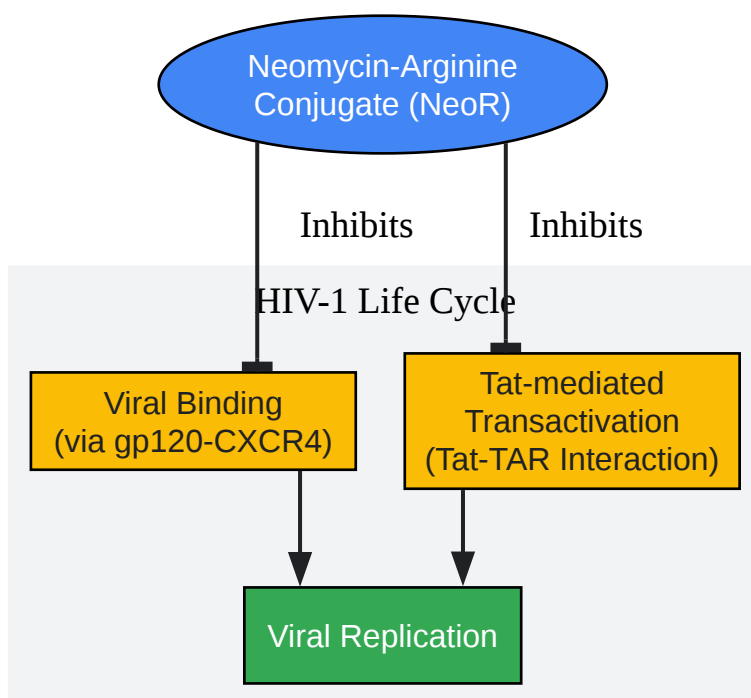 Neomycin-Arginine
Conjugate (NeoR)
Inhibits
Inhibits
HIV-1 Life Cycle
Viral Binding
(via gp120-CXCR4)
Tat-mediated
Transactivation
(Tat-TAR Interaction)
Viral Replication